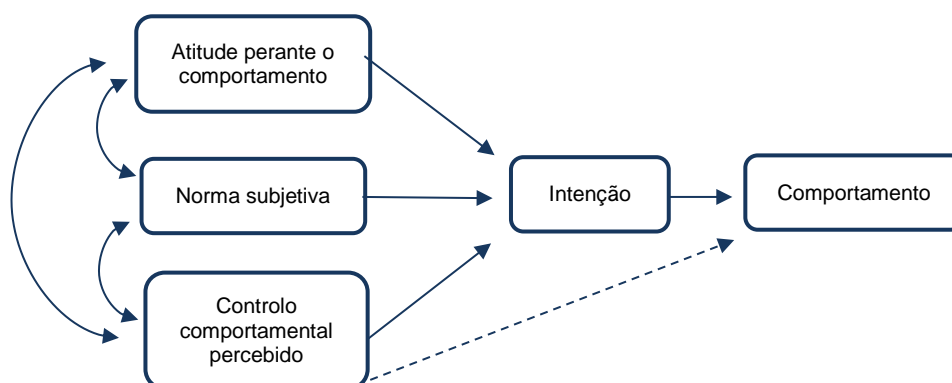 Atitude perante o
comportamento
Norma subjetiva
Intenção
Comportamento
Controlo
comportamental
percebido